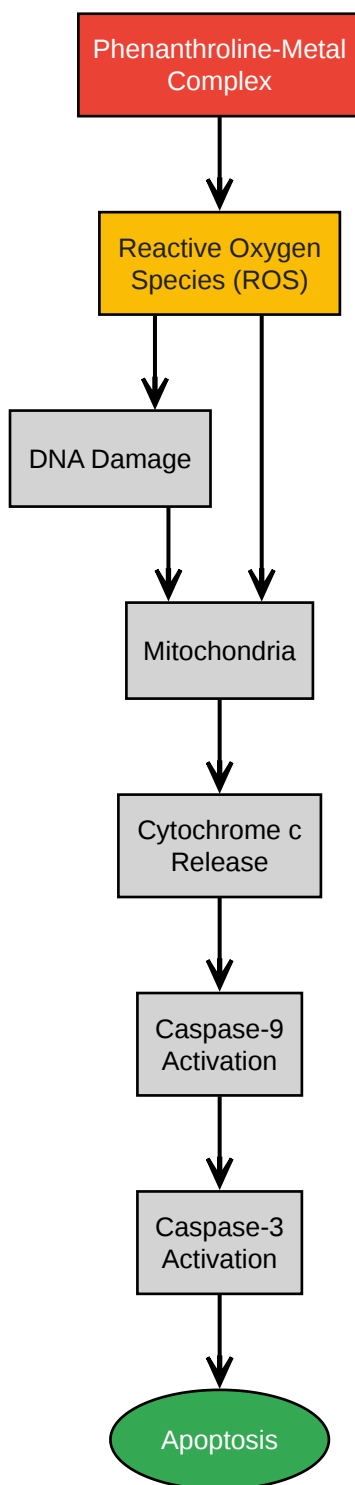 Phenanthroline-Metal
Complex
Reactive Oxygen
Species (ROS)
DNA Damage
Mitochondria
Cytochrome c
Release
Caspase-9
Activation
Caspase-3
Activation
Apoptosis